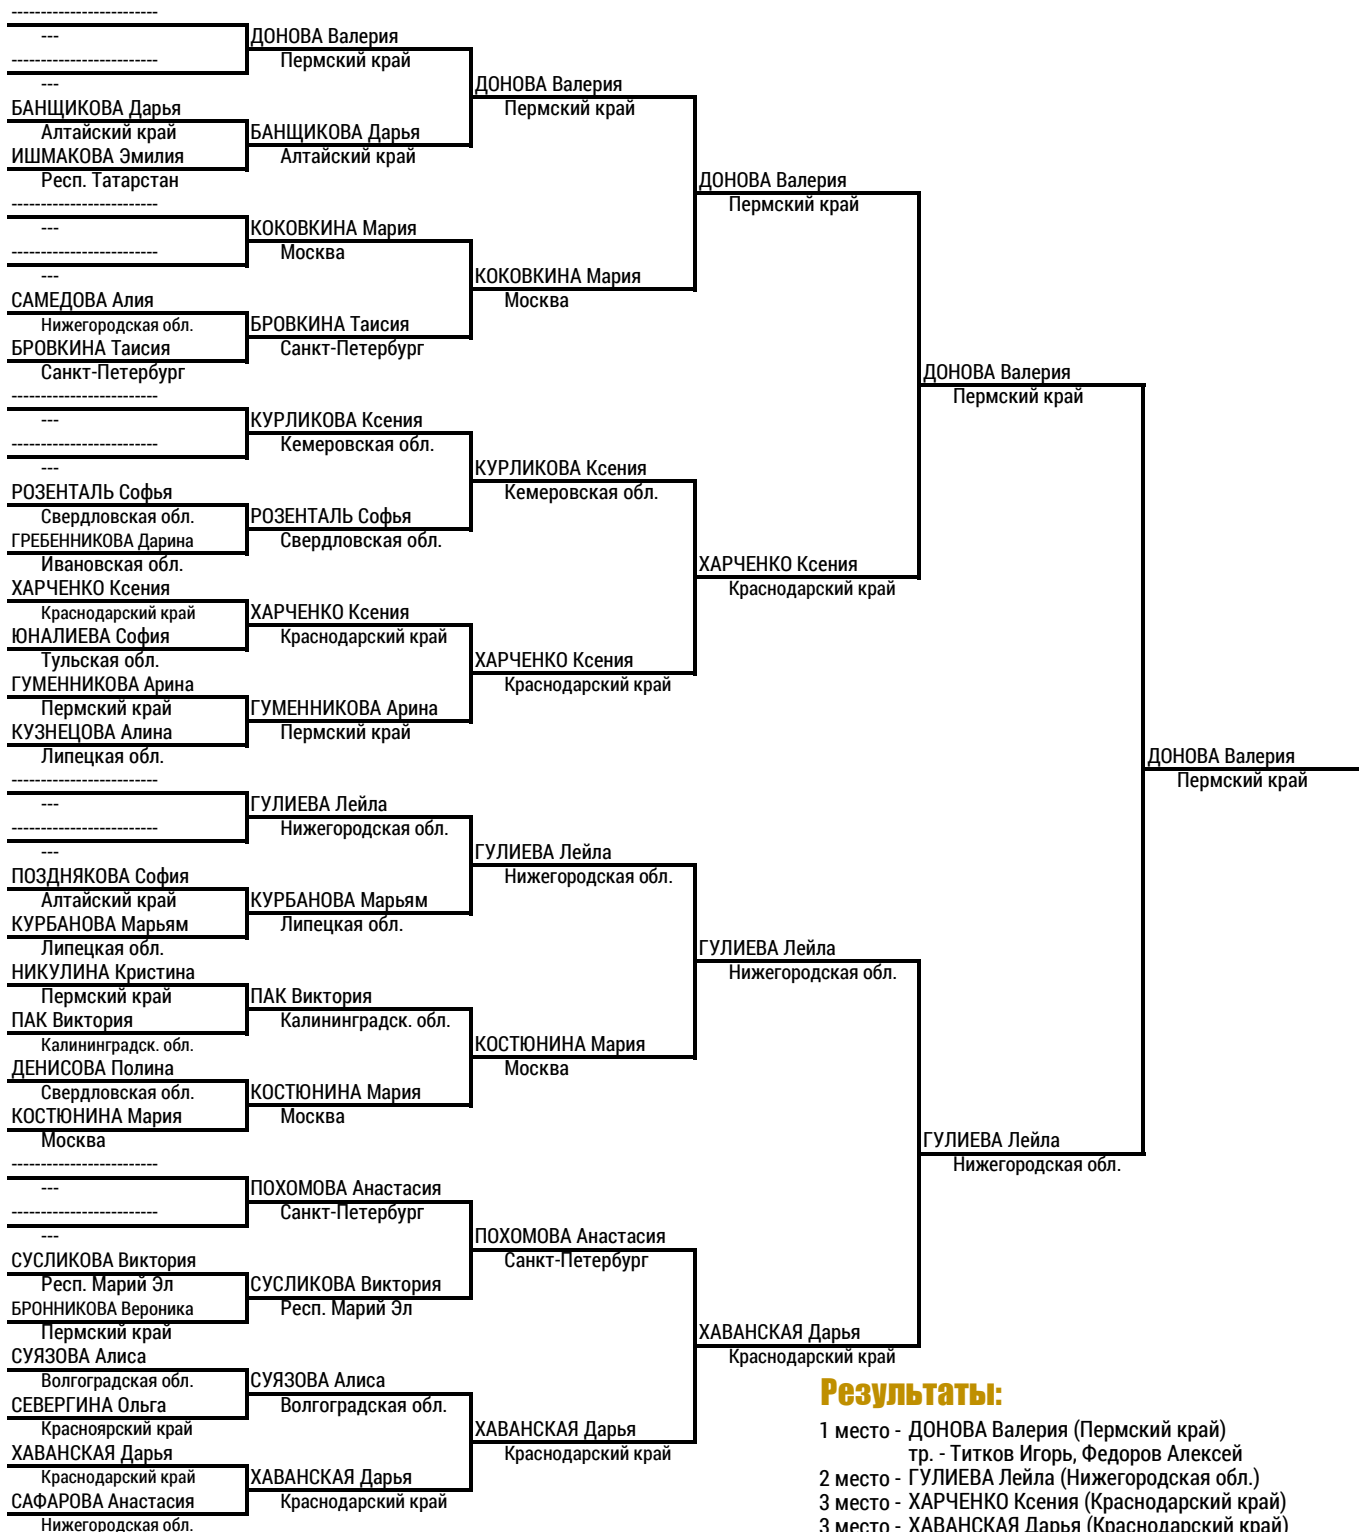 -------------------------
---
-------------------------
---
БАНЩИКОВА Дарья
Алтайский край
ИШМАКОВА Эмилия
Респ. Татарстан
-------------------------
---
-------------------------
---
САМЕДОВА Алия
Нижегородская обл.
БРОВКИНА Таисия
Санкт-Петербург
-------------------------
---
-------------------------
---
РОЗЕНТАЛЬ Софья
Свердловская обл.
ГРЕБЕННИКОВА Дарина
Ивановская обл.
ХАРЧЕНКО Ксения
Краснодарский край
ЮНАЛИЕВА София
Тульская обл.
ГУМЕННИКОВА Арина
Пермский край
КУЗНЕЦОВА Алина
Липецкая обл.
-------------------------
---
-------------------------
---
ПОЗДНЯКОВА София
Алтайский край
КУРБАНОВА Марьям
Липецкая обл.
НИКУЛИНА Кристина
Пермский край
ПАК Виктория
Калининградск. обл.
ДЕНИСОВА Полина
Свердловская обл.
КОСТЮНИНА Мария
Москва
-------------------------
---
-------------------------
---
СУСЛИКОВА Виктория
Респ. Марий Эл
БРОННИКОВА Вероника
Пермский край
СУЯЗОВА Алиса
Волгоградская обл.
СЕВЕРГИНА Ольга
Красноярский край
ХАВАНСКАЯ Дарья
Краснодарский край
САФАРОВА Анастасия
Нижегородская обл.
ДОНОВА Валерия
Пермский край
БАНЩИКОВА Дарья
Алтайский край
КОКОВКИНА Мария
Москва
БРОВКИНА Таисия
Санкт-Петербург
КУРЛИКОВА Ксения
Кемеровская обл.
РОЗЕНТАЛЬ Софья
Свердловская обл.
ХАРЧЕНКО Ксения
Краснодарский край
ГУМЕННИКОВА Арина
Пермский край
ГУЛИЕВА Лейла
Нижегородская обл.
КУРБАНОВА Марьям
Липецкая обл.
ПАК Виктория
Калининградск. обл.
КОСТЮНИНА Мария
Москва
ПОХОМОВА Анастасия
Санкт-Петербург
СУСЛИКОВА Виктория
Респ. Марий Эл
СУЯЗОВА Алиса
Волгоградская обл.
ХАВАНСКАЯ Дарья
Краснодарский край
ДОНОВА Валерия
Пермский край
КОКОВКИНА Мария
Москва
КУРЛИКОВА Ксения
Кемеровская обл.
ХАРЧЕНКО Ксения
Краснодарский край
ГУЛИЕВА Лейла
Нижегородская обл.
КОСТЮНИНА Мария
Москва
ПОХОМОВА Анастасия
Санкт-Петербург
ХАВАНСКАЯ Дарья
Краснодарский край
ДОНОВА Валерия
Пермский край
ХАРЧЕНКО Ксения
Краснодарский край
ГУЛИЕВА Лейла
Нижегородская обл.
ХАВАНСКАЯ Дарья
Краснодарский край
ДОНОВА Валерия
Пермский край
ГУЛИЕВА Лейла
Нижегородская обл.
ДОНОВА Валерия
Пермский край
Результаты:
1 место - ДОНОВА Валерия (Пермский край)
тр. - Титков Игорь, Федоров Алексей
2 место - ГУЛИЕВА Лейла (Нижегородская обл.)
3 место - ХАРЧЕНКО Ксения (Краснодарский край)
3 место - ХАВАНСКАЯ Дарья (Краснодарский край)